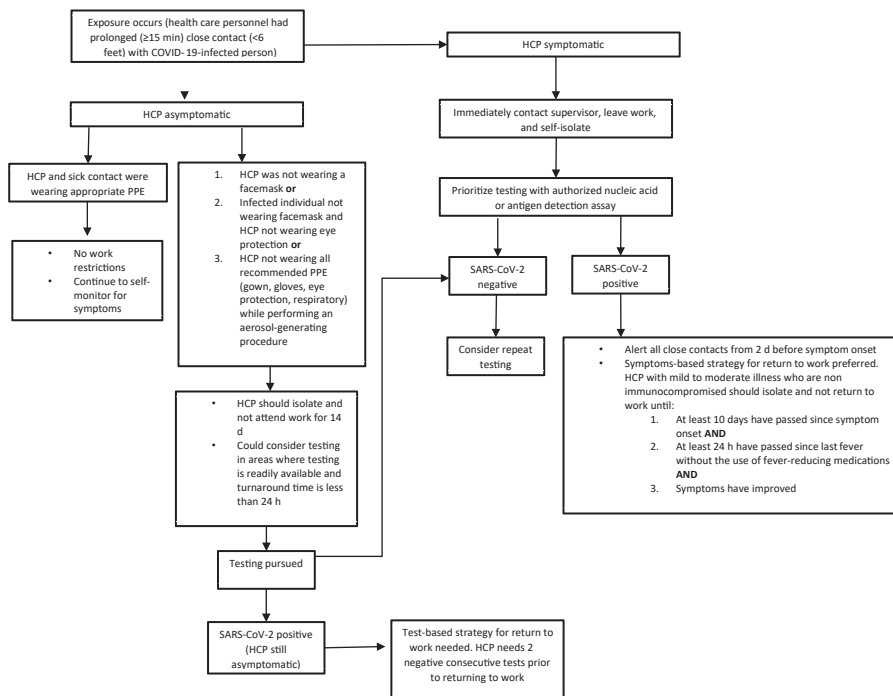 Exposure occurs (health care personnel had
prolonged (≥15 min) close contact (<6
feet) with COVID-19-infected person)
HCP symptomatic
HCP asymptomatic
Immediately contact supervisor, leave work,
and self-isolate
HCP and sick contact were
wearing appropriate PPE
1. HCP was not wearing a
facemask or
2. Infected individual not
wearing facemask and
HCP not wearing eye
protection or
3. HCP not wearing all
recommended PPE
(gown, gloves, eye
protection, respiratory)
while performing an
aerosol-generating
procedure
Prioritize testing with authorized nucleic acid
or antigen detection assay
• No work
restrictions
• Continue to self-
monitor for
symptoms
SARS-CoV-2
negative
SARS-CoV-2
positive
Consider repeat
testing
• Alert all close contacts from 2 d before symptom onset
• Symptoms-based strategy for return to work preferred.
HCP with mild to moderate illness who are non
immunocompromised should isolate and not return to
work until:
1. At least 10 days have passed since symptom
onset AND
2. At least 24 h have passed since last fever
without the use of fever-reducing medications
AND
3. Symptoms have improved
• HCP should isolate and
not attend work for 14
d
• Could consider testing
in areas where testing
is readily available and
turnaround time is less
than 24 h
Testing pursued
SARS-CoV-2 positive
(HCP still
asymptomatic)
Test-based strategy for return to
work needed. HCP needs 2
negative consecutive tests prior
to returning to work